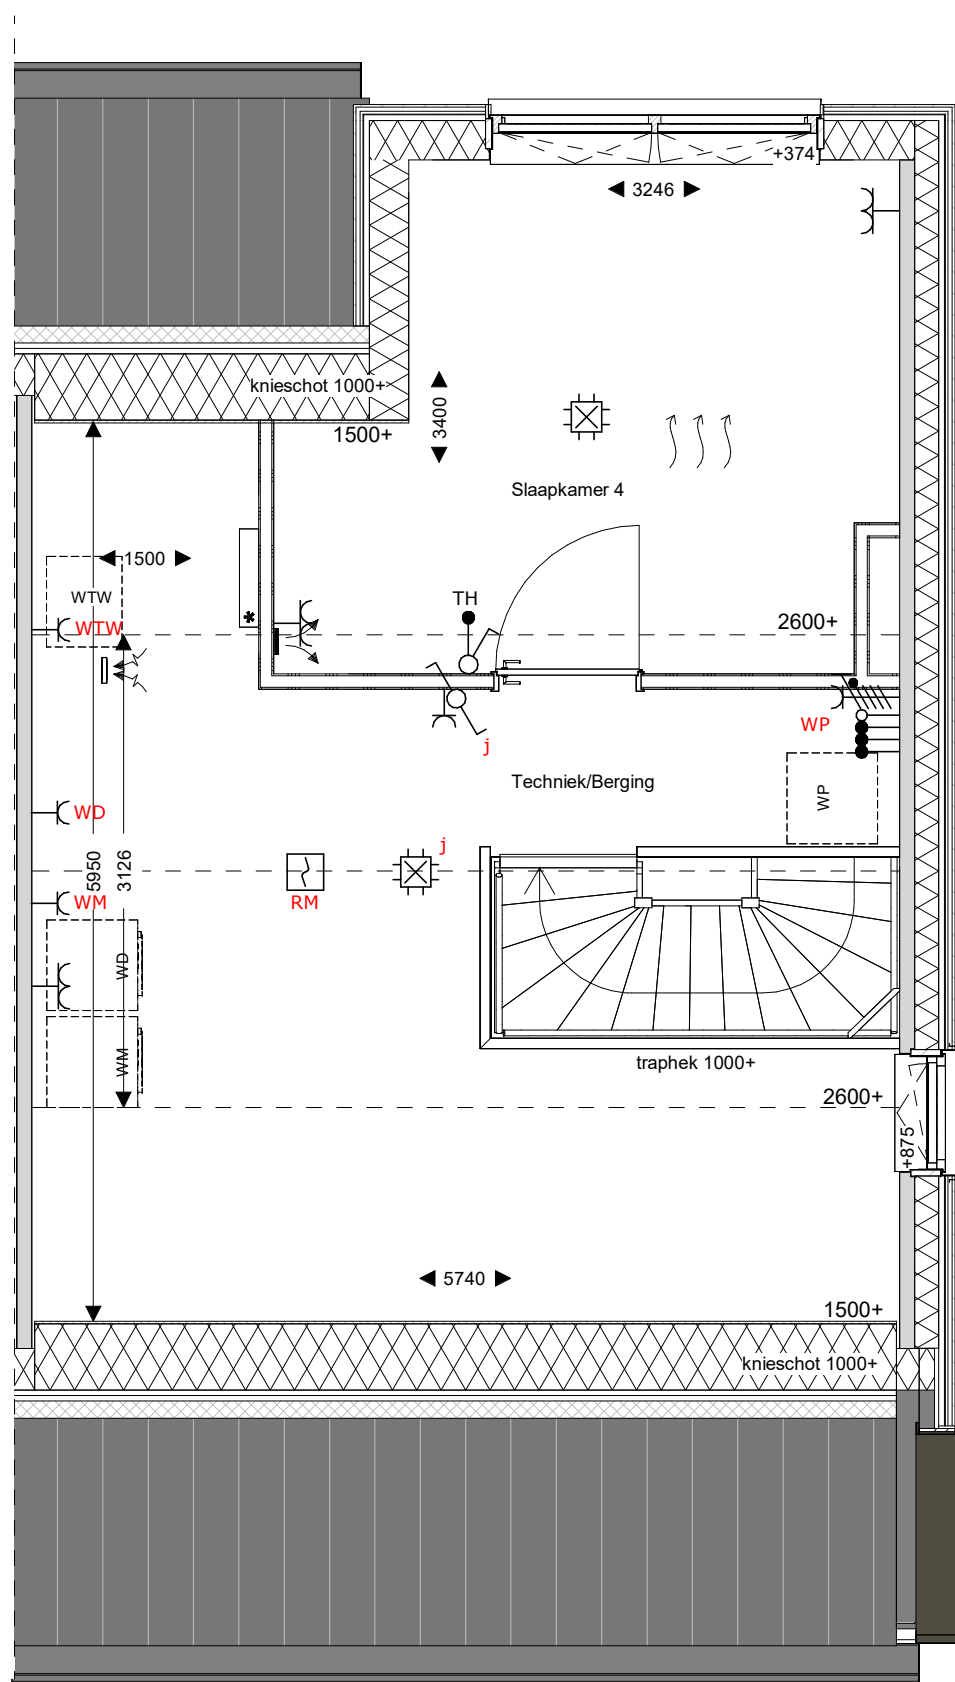 +374
3246
knieschot 1000+
1500+
3400
Slaapkamer 4
1500
WTW
WTW
TH
2600+
j
WP
Techniek/Berging
WP
WD
j
5950
3126
WM
RM
WD
WM
traphek 1000+
2600+
+875
5740
1500+
knieschot 1000+